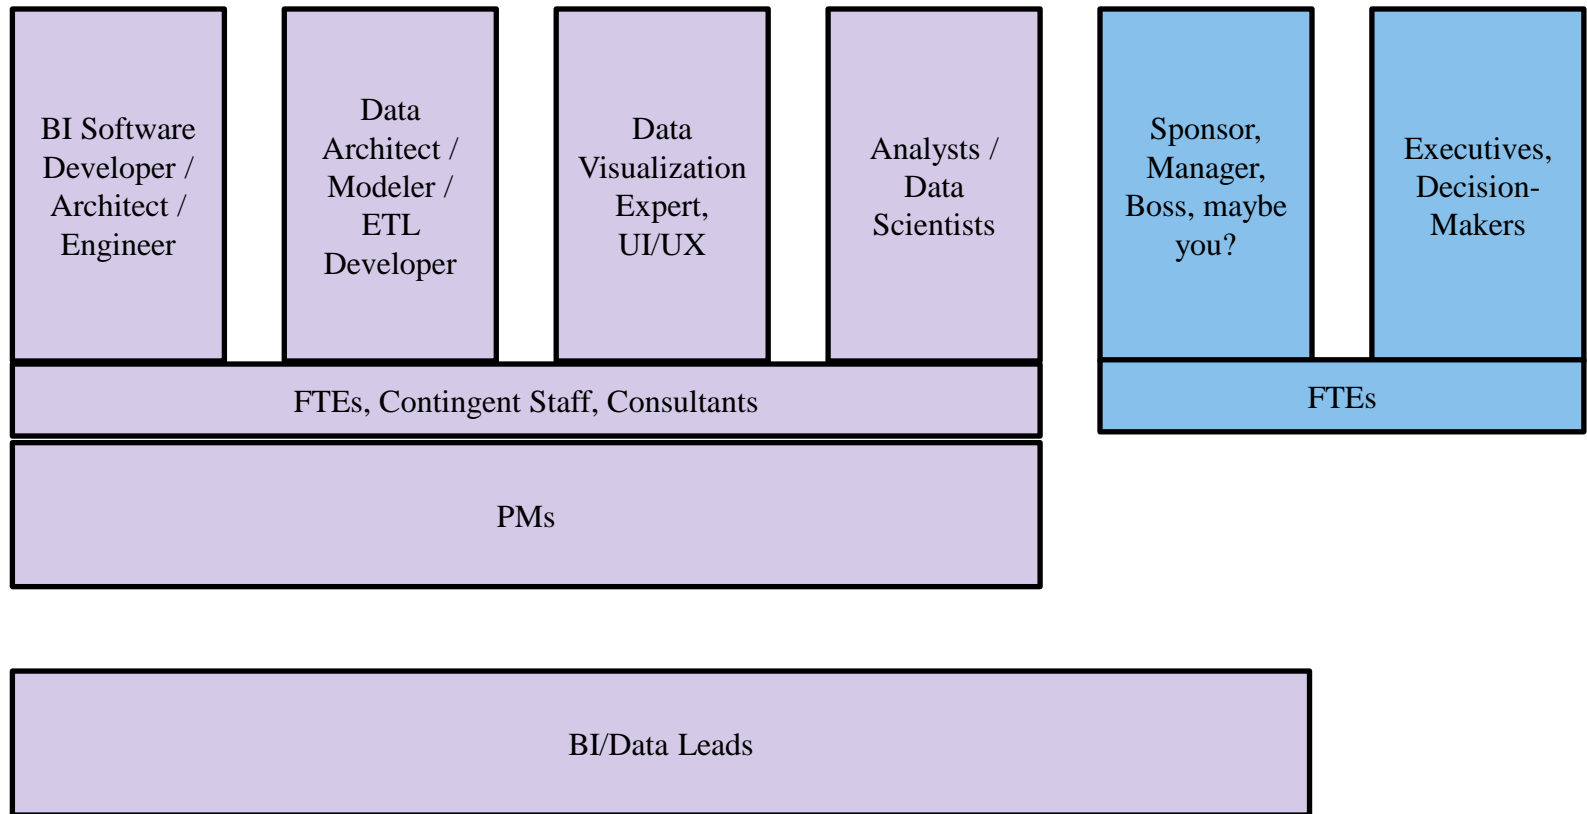 BI Software
Developer /
Architect /
Engineer
Data
Architect /
Modeler /
ETL
Developer
Data
Visualization
Expert,
UI/UX
Analysts /
Data
Scientists
Sponsor,
Manager,
Boss, maybe
you?
Executives,
Decision-
Makers
FTEs, Contingent Staff, Consultants
FTEs
PMs
BI/Data Leads